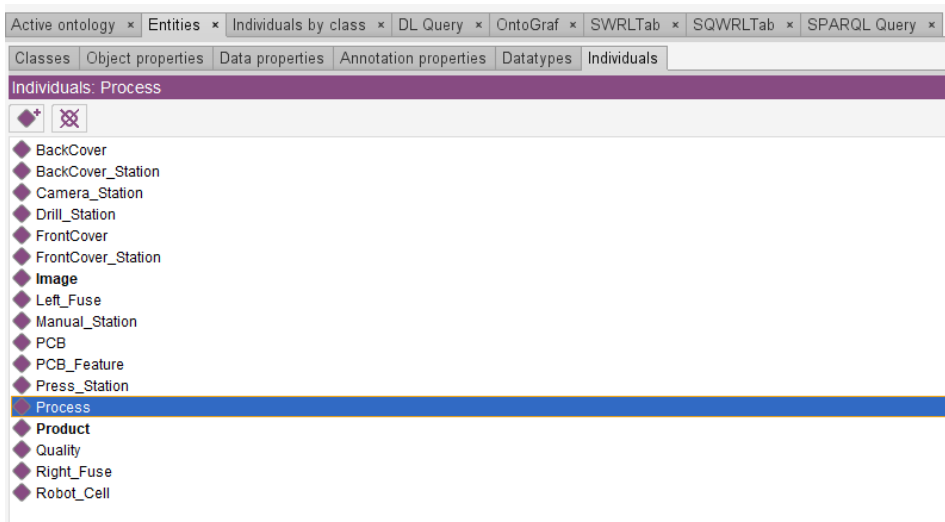 Active ontology × Entities × Individuals by class × DL Query × OntoGraf × SWRLTab × SQWRLTab × SPARQL Query ×
Classes Object properties Data properties Annotation properties Datatypes Individuals
Individuals: Process
BackCover
BackCover_Station
Camera_Station
Drill_Station
FrontCover
FrontCover_Station
Image
Left_Fuse
Manual_Station
PCB
PCB_Feature
Press_Station
Process
Product
Quality
Right_Fuse
Robot_Cell